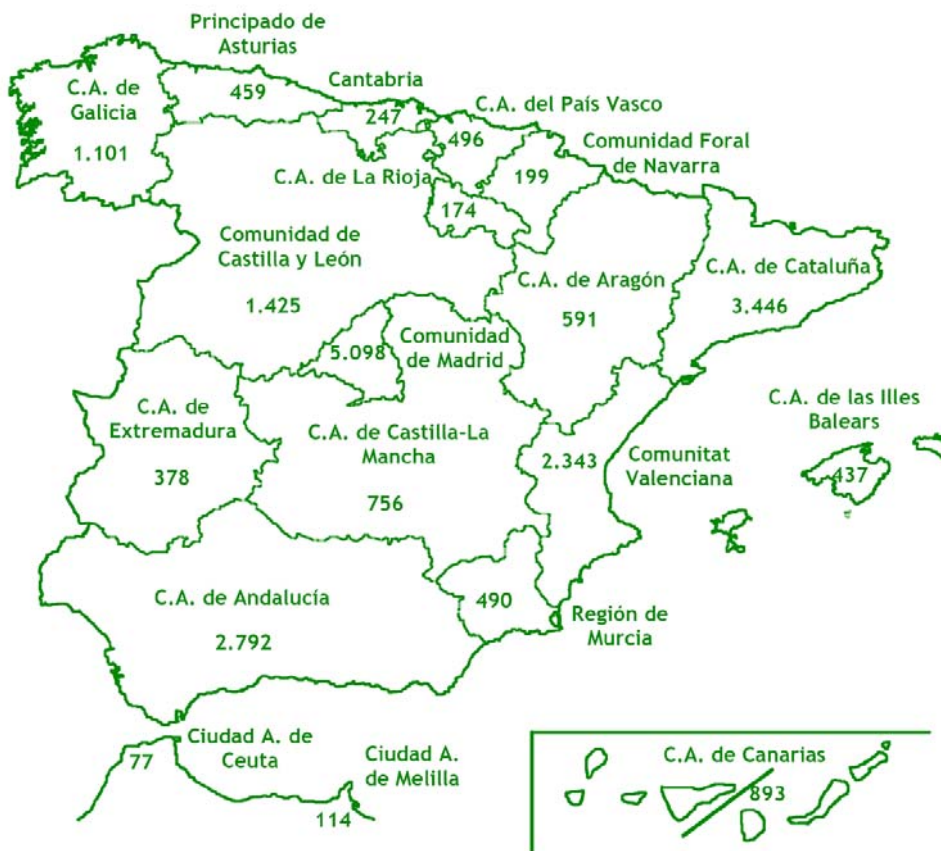 Principado de
Asturias
459
Cantabria
247
C.A. de
Galicia
1.101
C.A. del País Vasco
496
Comunidad Foral
de Navarra
199
C.A. de La Rioja
174
Comunidad de
Castilla y León
1.425
C.A. de Aragón
591
C.A. de Cataluña
3.446
5.098
Comunidad
de Madrid
C.A. de
Extremadura
378
C.A. de Castilla-La
Mancha
756
2.343
Comunitat
Valenciana
C.A. de las Illes
Balears
437
C.A. de Andalucía
2.792
490
Región de
Murcia
Ciudad A. de
Ceuta
77
Ciudad A.
de Melilla
114
C.A. de Canarias
893